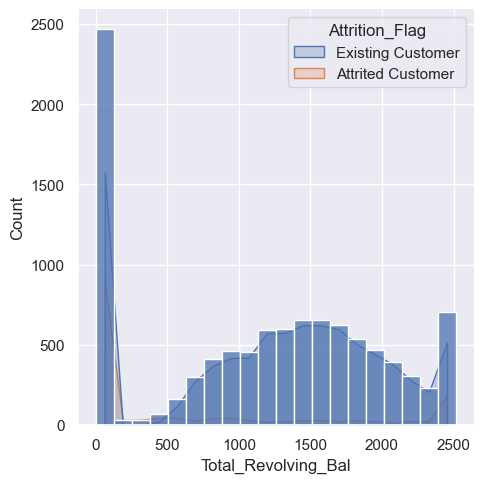 Attrition_Flag
Existing Customer
Attrited Customer
Count
2500
2000
1500
1000
500
0
0
500
1000
1500
2000
2500
Total_Revolving_Bal